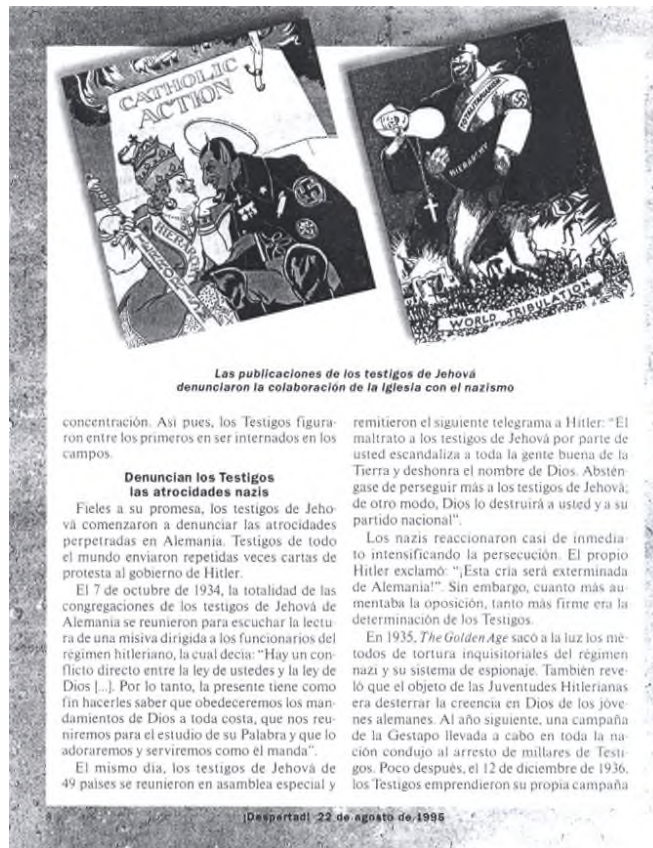 CATHOLIC
ACTION
HIERARCHY
TOTALITARIANISM
HIERARCHY
WORLD TRIBULATION
Las publicaciones de los testigos de Jehová
denunciaron la colaboración de la Iglesia con el nazismo
concentración. Así pues, los Testigos figura-
ron entre los primeros en ser internados en los
campos.
Denuncian los Testigos
las atrocidades nazis
Fieles a su promesa, los testigos de Jeho-
vá comenzaron a denunciar las atrocidades
perpetradas en Alemania. Testigos de todo
el mundo enviaron repetidas veces cartas de
protesta al gobierno de Hitler.
El 7 de octubre de 1934, la totalidad de las
congregaciones de los testigos de Jehová de
Alemania se reunieron para escuchar la lectu-
ra de una misiva dirigida a los funcionarios del
régimen hitleriano, la cual decía: “Hay un con-
flicto directo entre la ley de ustedes y la ley de
Dios [...]. Por lo tanto, la presente tiene como
fin hacerles saber que obedeceremos los man-
damientos de Dios a toda costa, que nos reu-
niremos para el estudio de su Palabra y que lo
adoraremos y serviremos como él manda”.
El mismo día, los testigos de Jehová de
49 países se reunieron en asamblea especial y
remitieron el siguiente telegrama a Hitler: “El
maltrato a los testigos de Jehová por parte de
usted escandaliza a toda la gente buena de la
Tierra y deshonra el nombre de Dios. Abstén-
gase de perseguir más a los testigos de Jehová;
de otro modo, Dios lo destruirá a usted y a su
partido nacional”.
Los nazis reaccionaron casi de inmedia-
to intensificando la persecución. El propio
Hitler exclamó: “¡Esta cría será exterminada
de Alemania!”. Sin embargo, cuanto más au-
mentaba la oposición, tanto más firme era la
determinación de los Testigos.
En 1935, The Golden Age sacó a la luz los mé-
todos de tortura inquisitoriales del régimen
nazi y su sistema de espionaje. También reve-
ló que el objeto de las Juventudes Hitlerianas
era desterrar la creencia en Dios de los jóve-
nes alemanes. Al año siguiente, una campaña
de la Gestapo llevada a cabo en toda la na-
ción condujo al arresto de millares de Testi-
gos. Poco después, el 12 de diciembre de 1936,
los Testigos emprendieron su propia campaña
8
¡Despertad! 22 de agosto de 1995